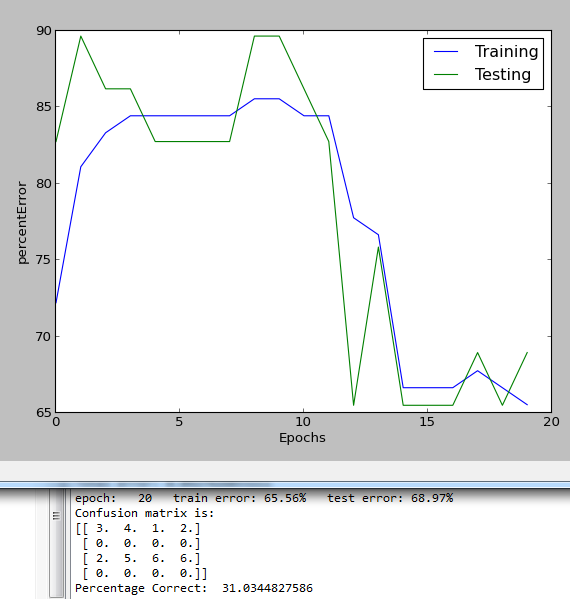 90
85
80
75
70
65
percentError
Training
Testing
0
5
10
15
20
Epochs
epoch:   20   train error: 65.56%   test error: 68.97%
Confusion matrix is:
[[ 3.  4.  1.  2.]
 [ 0.  0.  0.  0.]
 [ 2.  5.  6.  6.]
 [ 0.  0.  0.  0.]]
Percentage Correct:  31.0344827586